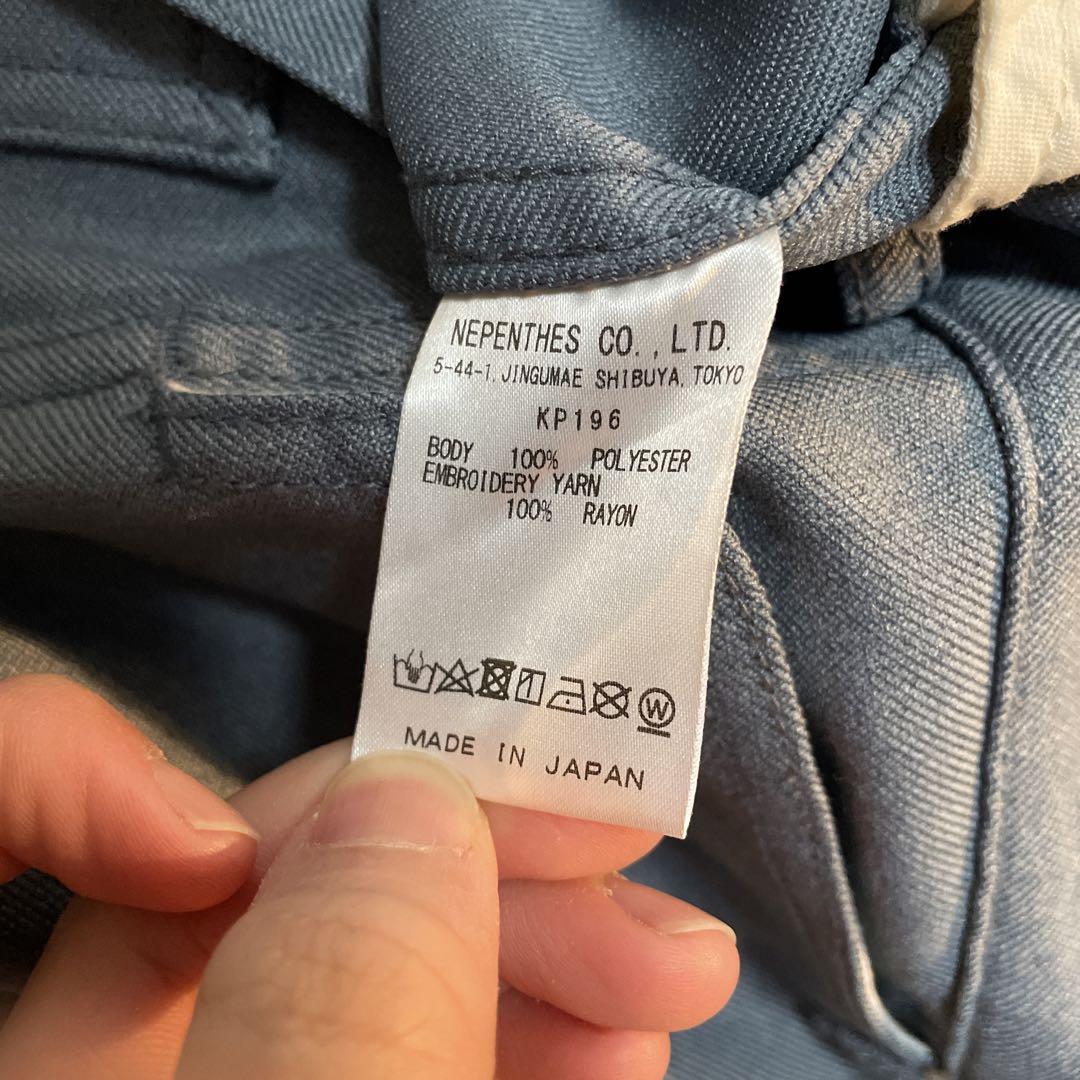 NEPENTHES CO., LTD.
5-44-1, JINGUMAE SHIBUYA, TOKYO
KP196
BODY 100% POLYESTER
EMBROIDERY YARN
100% RAYON
W
MADE IN JAPAN